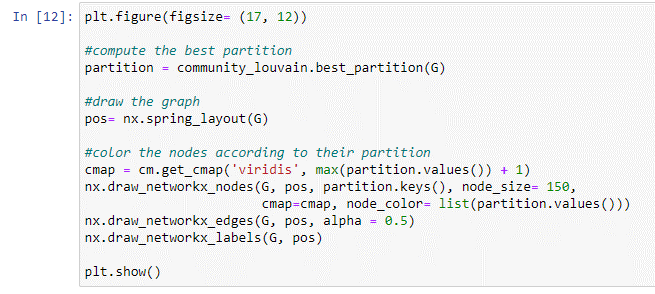 In [12]: plt.figure(figsize= (17, 12))
#compute the best partition
partition = community_louvain.best_partition(G)
#draw the graph
pos= nx.spring_layout(G)
#color the nodes according to their partition
cmap = cm.get_cmap('viridis', max(partition.values()) + 1)
nx.draw_networkx_nodes(G, pos, partition.keys(), node_size= 150,
cmap=cmap, node_color= list(partition.values()))
nx.draw_networkx_edges(G, pos, alpha = 0.5)
nx.draw_networkx_labels(G, pos)
plt.show()